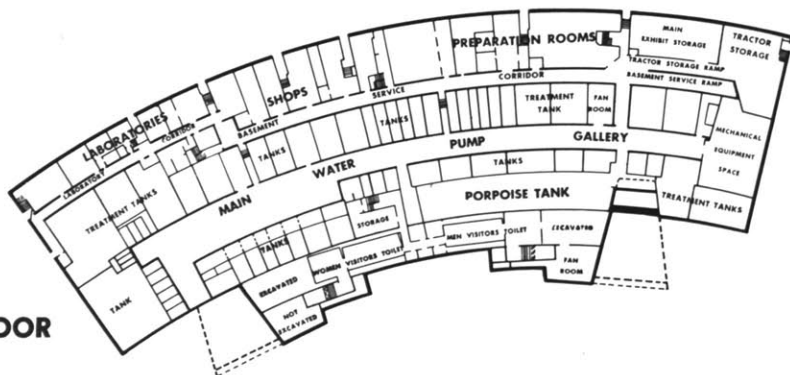 PREPARATION ROOMS
MAIN
EXHIBIT STORAGE
TRACTOR
STORAGE
TRACTOR STORAGE RAMP
BASEMENT SERVICE RAMP
LABORATORIES
SHOPS
LABORATORY
CORRIDOR
BASEMENT
SERVICE
CORRIDOR
TREATMENT
TANK
FAN
ROOM
MECHANICAL
EQUIPMENT
SPACE
TREATMENT TANKS
TANKS
TANKS
MAIN
WATER
PUMP
GALLERY
TANKS
PORPOISE TANK
TREATMENT TANKS
TANK
TANKS
STORAGE
MEN VISITORS TOILET
EXCAVATED
WOMEN VISITORS TOILET
EXCAVATED
FAN
ROOM
NOT
EXCAVATED
OOR